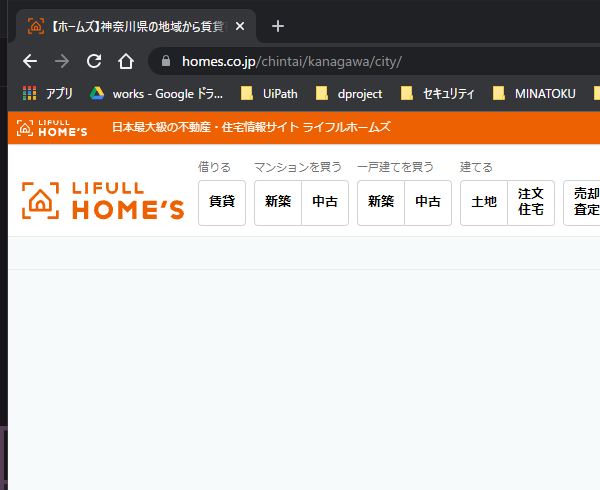 【ホームズ】神奈川県の地域から賃貸
homes.co.jp/chintai/kanagawa/city/
アプリ works - Google ドラ... UiPath dproject セキュリティ MINATOKU
LIFULL HOME'S 日本最大級の不動産・住宅情報サイト ライフルホームズ
借りる マンションを買う 一戸建てを買う 建てる
LIFULL
HOME'S
賃貸 新築 中古 新築 中古 土地 注文住宅 売却査定